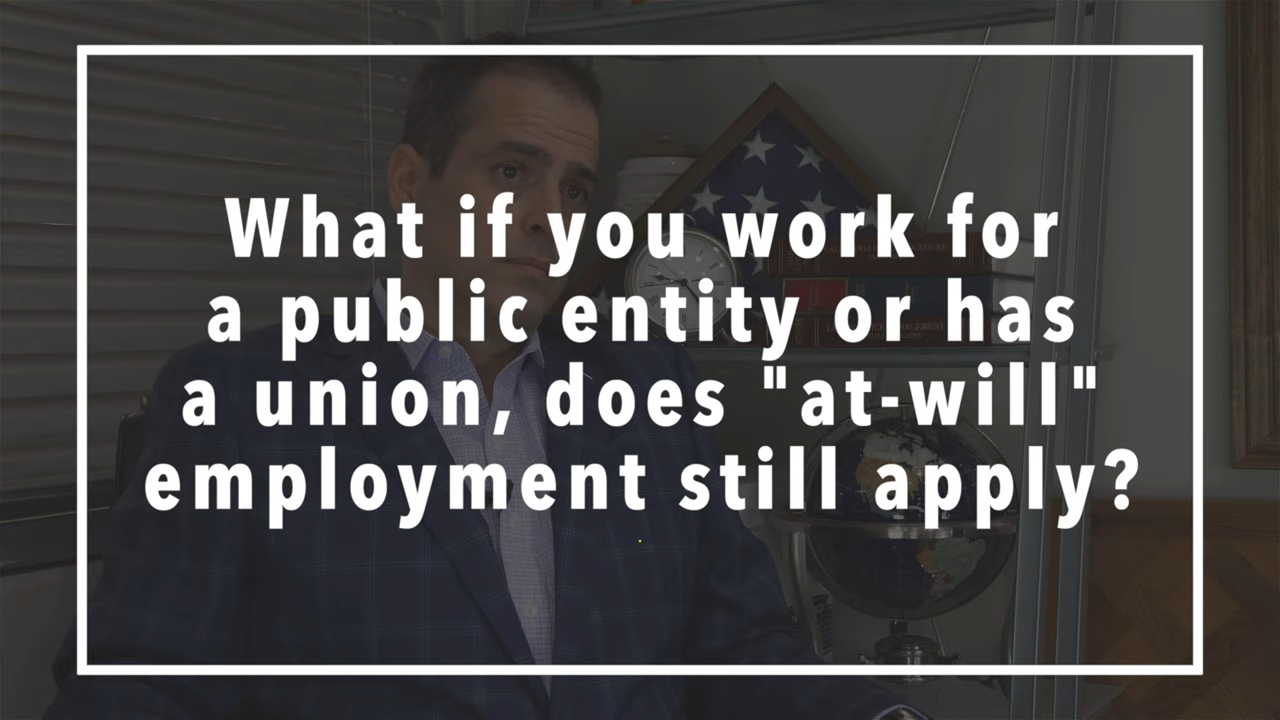 What if you work for
a public entity or has
a union, does "at-will"
employment still apply?